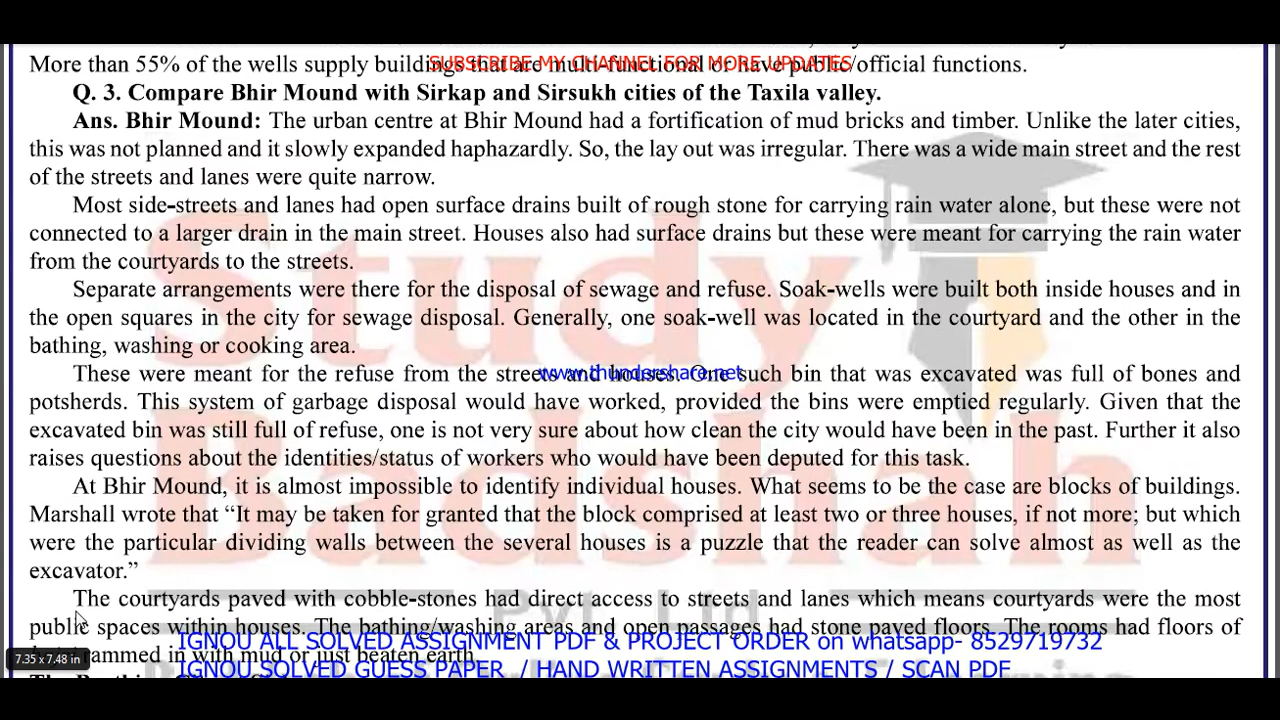 More than 55% of the wells supply buildings that are multi-functional or have public/official functions.
SUBSCRIBE MY CHANNEL FOR MORE UPDATES
Q. 3. Compare Bhir Mound with Sirkap and Sirsukh cities of the Taxila valley.
Ans. Bhir Mound: The urban centre at Bhir Mound had a fortification of mud bricks and timber. Unlike the later cities,
this was not planned and it slowly expanded haphazardly. So, the lay out was irregular. There was a wide main street and the rest
of the streets and lanes were quite narrow.
Most side-streets and lanes had open surface drains built of rough stone for carrying rain water alone, but these were not
connected to a larger drain in the main street. Houses also had surface drains but these were meant for carrying the rain water
from the courtyards to the streets.
Separate arrangements were there for the disposal of sewage and refuse. Soak-wells were built both inside houses and in
the open squares in the city for sewage disposal. Generally, one soak-well was located in the courtyard and the other in the
bathing, washing or cooking area.
These were meant for the refuse from the streets and houses. One such bin that was excavated was full of bones and
www.thundershare.net
potsherds. This system of garbage disposal would have worked, provided the bins were emptied regularly. Given that the
excavated bin was still full of refuse, one is not very sure about how clean the city would have been in the past. Further it also
raises questions about the identities/status of workers who would have been deputed for this task.
At Bhir Mound, it is almost impossible to identify individual houses. What seems to be the case are blocks of buildings.
Marshall wrote that “It may be taken for granted that the block comprised at least two or three houses, if not more; but which
were the particular dividing walls between the several houses is a puzzle that the reader can solve almost as well as the
excavator.”
The courtyards paved with cobble-stones had direct access to streets and lanes which means courtyards were the most
public spaces within houses. The bathing/washing areas and open passages had stone paved floors. The rooms had floors of
IGNOU ALL SOLVED ASSIGNMENT PDF & PROJECT ORDER on whatsapp- 8529719732
rammed in with mud or just beaten earth
7.35 x 7.48 in
IGNOU SOLVED GUESS PAPER / HAND WRITTEN ASSIGNMENTS / SCAN PDF
Study
Badshah
Pvt. Ltd